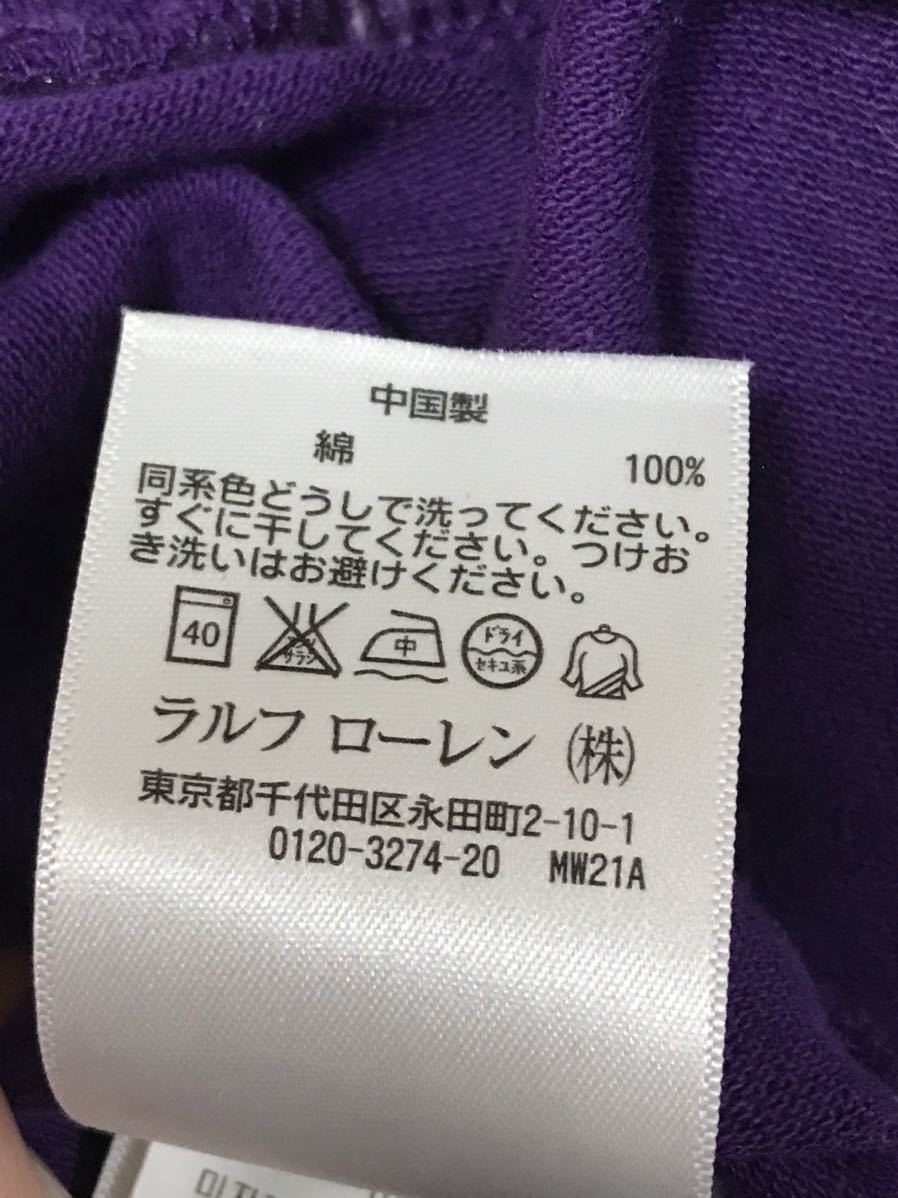 中国製
綿 100%
同系色どうしで洗ってください。
すぐに干してください。つけお
き洗いはお避けください。
40 サラシ 中 ドライ セキユ系
ラルフ ローレン (株)
東京都千代田区永田町2-10-1
0120-3274-20 MW21A